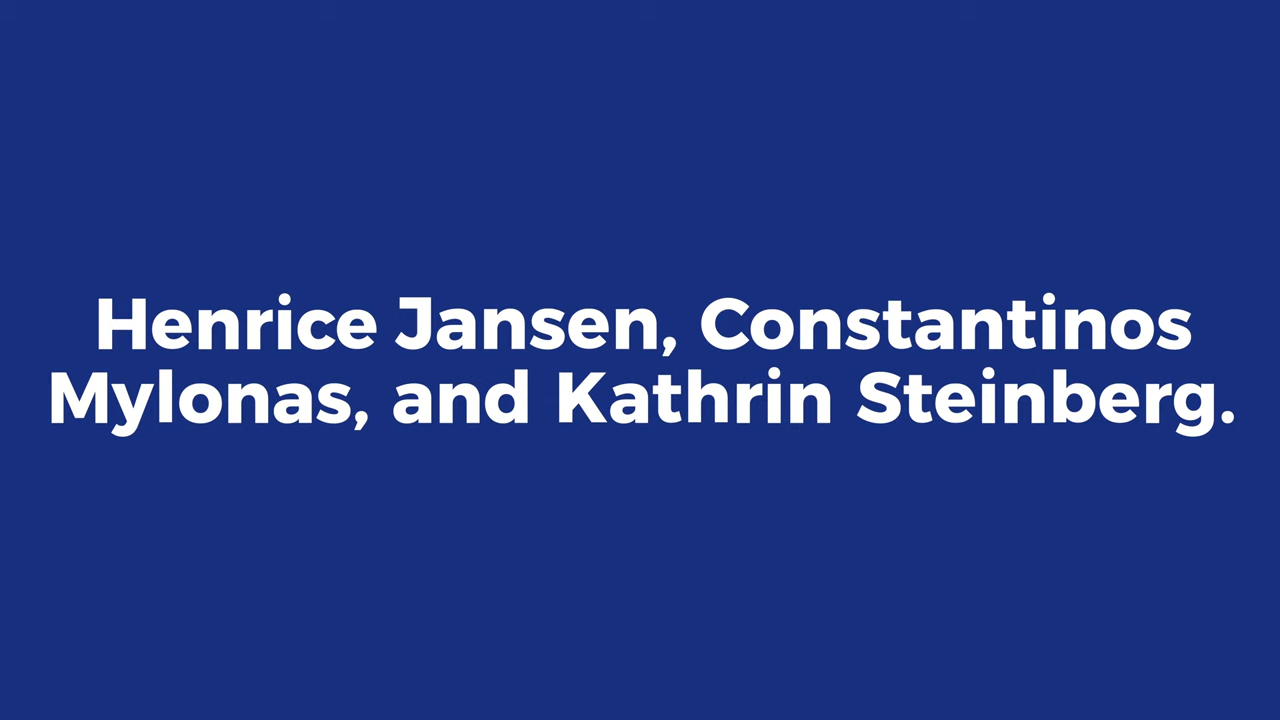 Henrice Jansen, Constantinos
Mylonas, and Kathrin Steinberg.